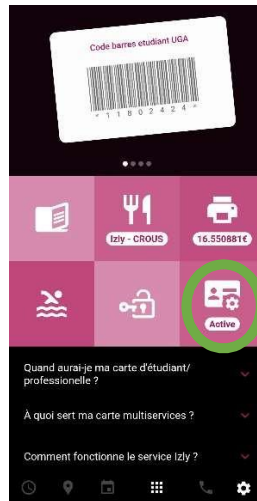 Code barres etudiant UGA
* 1 1 8 0 2 4 2 4 *
Izly - CROUS
16.550881€
Active
Quand aurai-je ma carte d'étudiant/
professionelle ?
À quoi sert ma carte multiservices ?
Comment fonctionne le service Izly ?